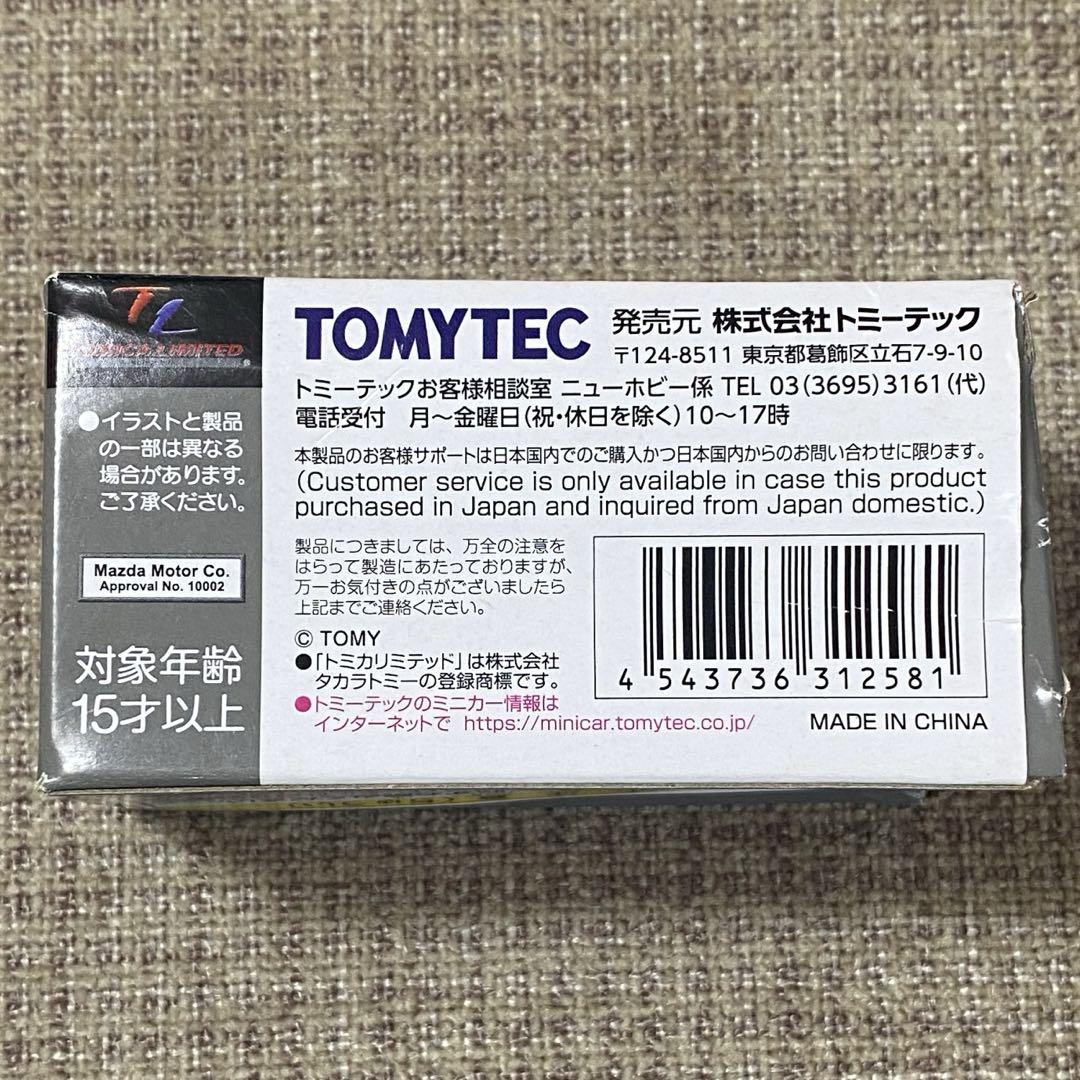 TL
TOMICA LIMITED
●イラストと製品
の一部は異なる
場合があります。
ご了承ください。
Mazda Motor Co.
Approval No. 10002
対象年齢
15才以上
TOMYTEC 発売元 株式会社トミーテック
〒124-8511 東京都葛飾区立石7-9-10
トミーテックお客様相談室 ニューホビー係 TEL 03(3695)3161(代)
電話受付 月〜金曜日(祝・休日を除く)10〜17時
本製品のお客様サポートは日本国内でのご購入かつ日本国内からのお問い合わせに限ります。
(Customer service is only available in case this product
purchased in Japan and inquired from Japan domestic.)
製品につきましては、万全の注意を
はらって製造にあたっておりますが、
万一お気付きの点がございましたら
上記までご連絡ください。
© TOMY
●「トミカリミテッド」は株式会社
タカラトミーの登録商標です。
●トミーテックのミニカー情報は
インターネットで https://minicar.tomytec.co.jp/
4 543736 312581
MADE IN CHINA